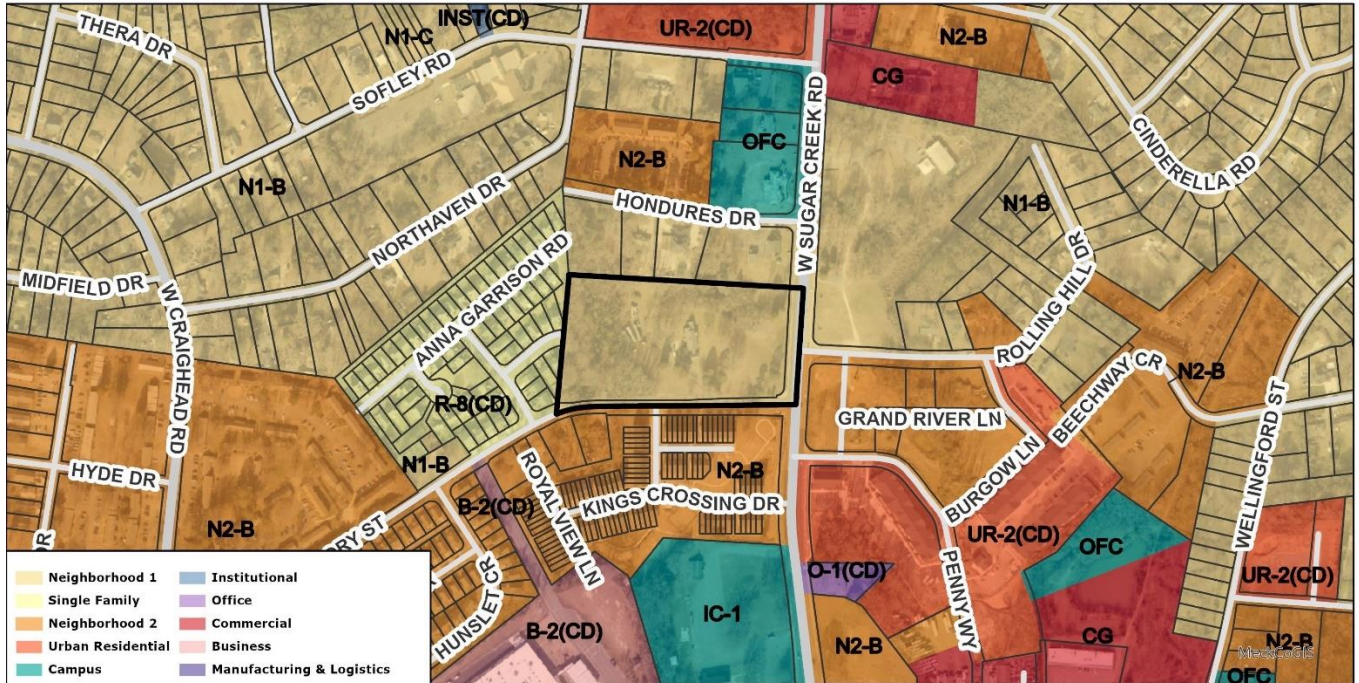 THERA DR
INST(CD)
N1-C
UR-2(CD)
N2-B
SOFLEY RD
CG
W SUGAR CREEK RD
CINDERELLA RD
OFC
N2-B
N1-B
NORTHAVEN DR
HONDURES DR
N1-B
MIDFIELD DR
W CRAIGHEAD RD
ANNA GARRISON RD
ROLLING HILL DR
R-8(CD)
N2-B
BEECHWAY CR
WELLINGFORD ST
GRAND RIVER LN
N1-B
HYDE DR
N2-B
B-2(CD)
ROYAL VIEW LN
N2-B
KINGS CROSSING DR
BURGOW LN
UR-2(CD)
OFC
HUNSLET CR
PENNY WY
O-1(CD)
UR-2(CD)
B-2(CD)
IC-1
N2-B
CG
N2-B
OFC
MeckCoGIS
Neighborhood 1
Single Family
Neighborhood 2
Urban Residential
Campus
Institutional
Office
Commercial
Business
Manufacturing & Logistics